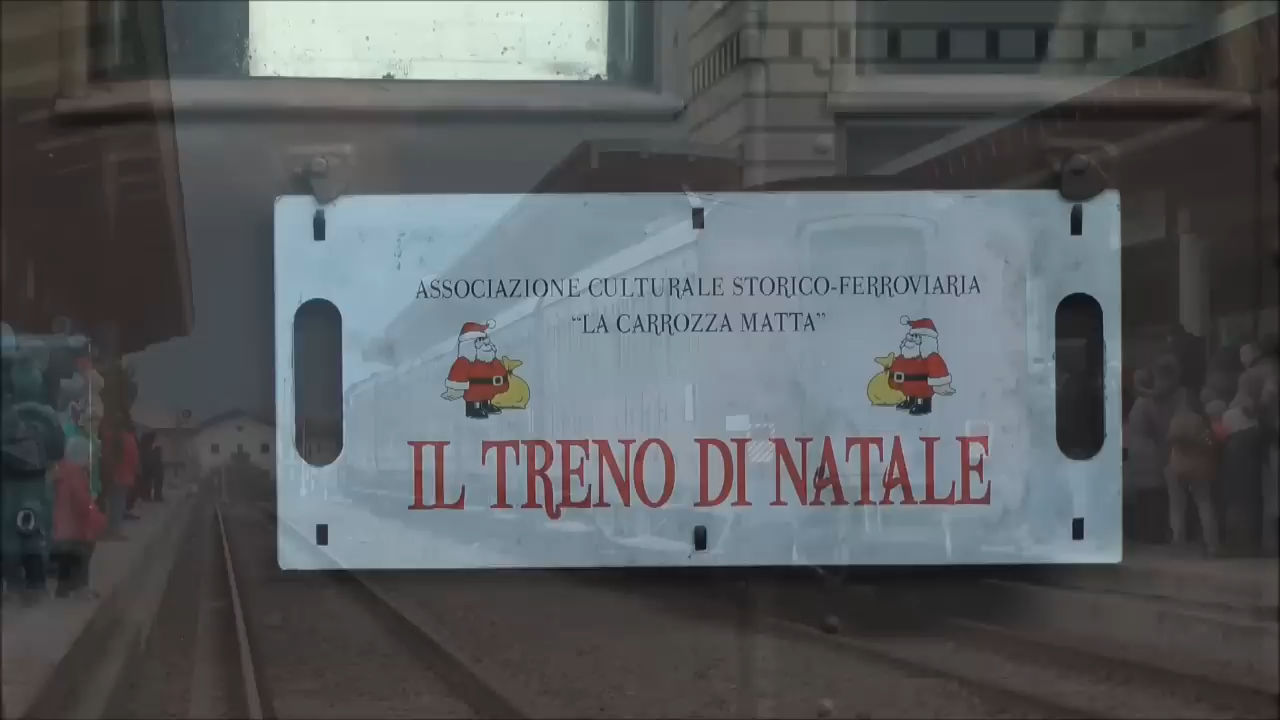 ASSOCIAZIONE CULTURALE STORICO-FERROVIARIA
“LA CARROZZA MATTA”
IL TRENO DI NATALE